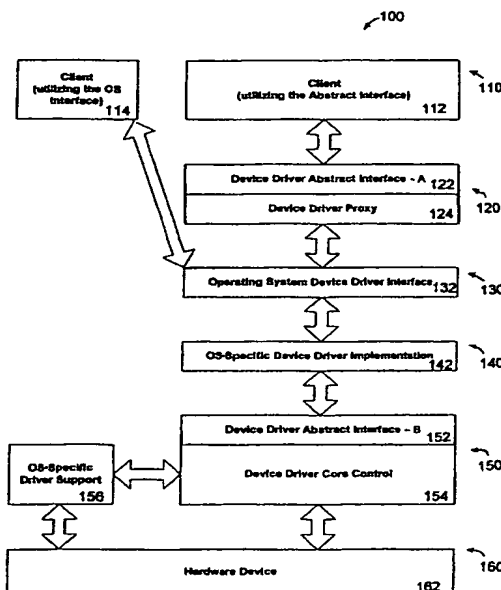 100
Client
(utilizing the OS
Interface)
114
Client
(utilizing the Abstract Interface)
112
110
Device Driver Abstract Interface - A
122
Device Driver Proxy
124
120
Operating System Device Driver Interface
132
130
OS-Specific Device Driver Implementation
142
140
Device Driver Abstract Interface - B
152
OS-Specific
Driver Support
156
Device Driver Core Control
154
150
Hardware Device
162
160